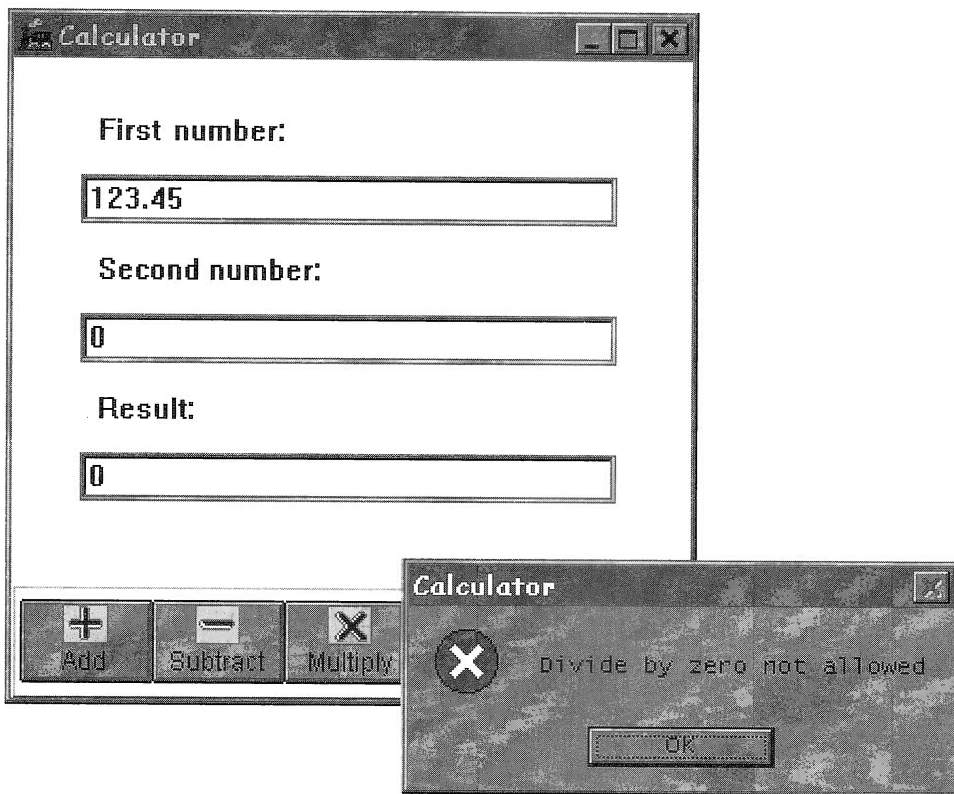 Calculator
First number:
123.45
Second number:
0
Result:
0
Add Subtract Multiply
Calculator
Divide by zero not allowed
OK